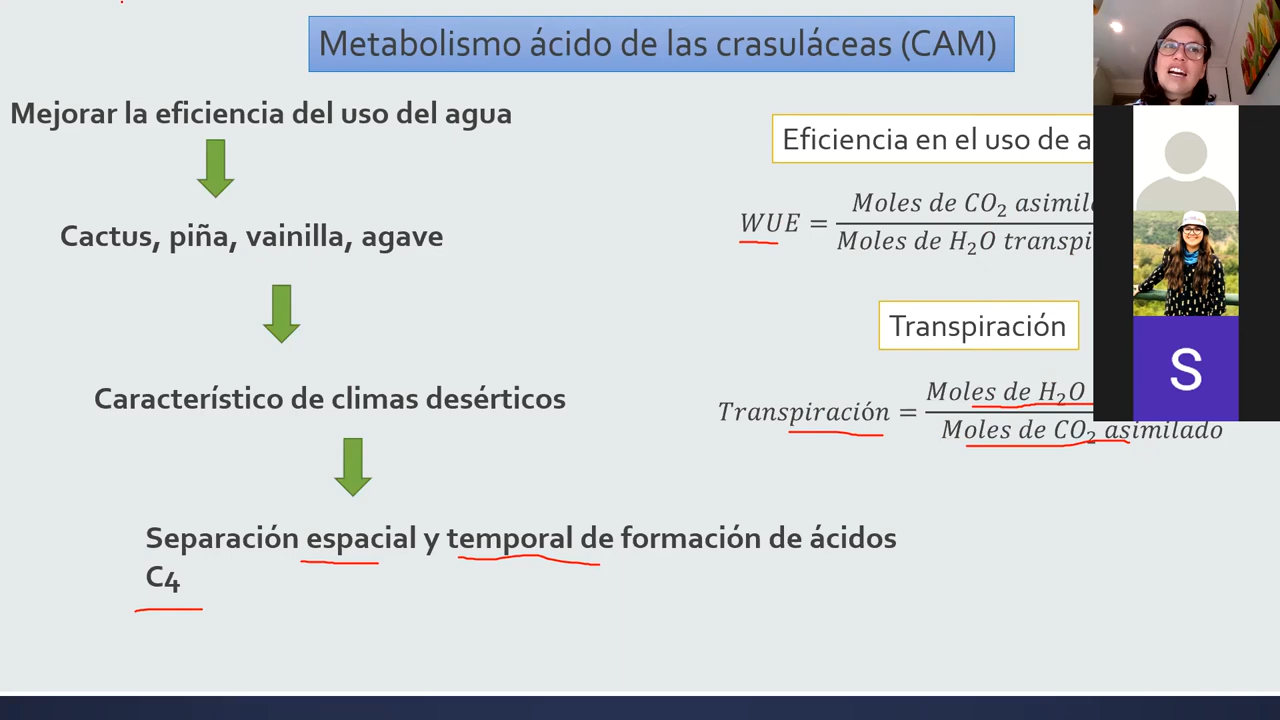 Metabolismo ácido de las crasuláceas (CAM)
Mejorar la eficiencia del uso del agua
Eficiencia en el uso de
Cactus, piña, vainilla, agave
WUE = Moles de CO₂
Moles de H₂O
Transpiración
Característico de climas desérticos
Transpiración = Moles de H₂O
Moles de CO₂ asimilado
Separación espacial y temporal de formación de ácidos
C4
S